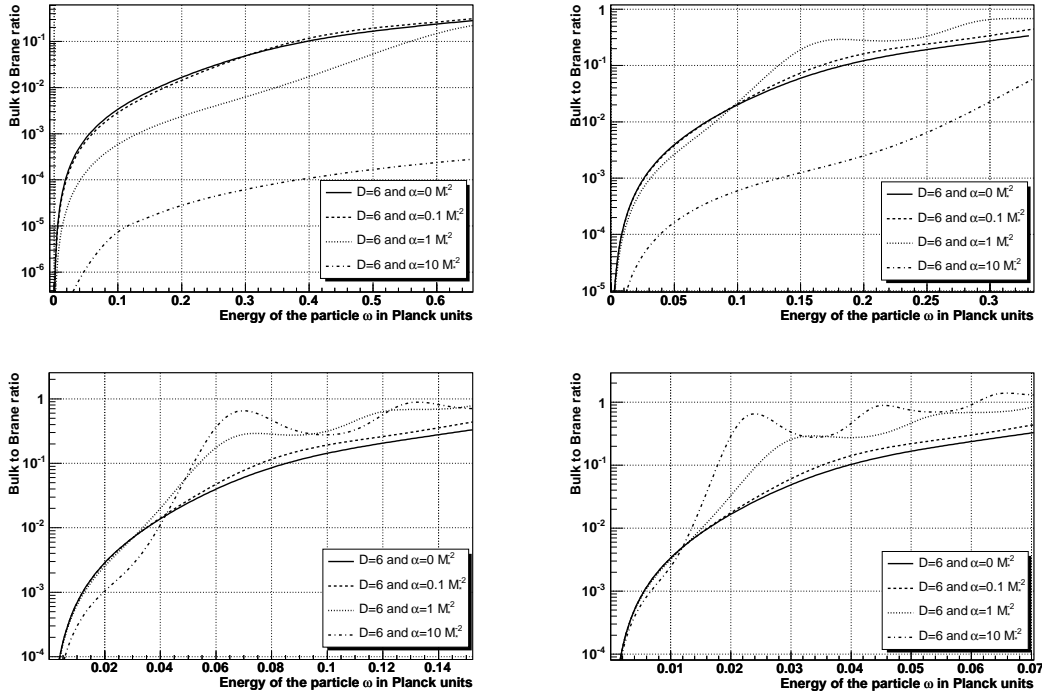 Bulk to Brane ratio
10⁻¹
10⁻²
10⁻³
10⁻⁴
10⁻⁵
10⁻⁶
D=6 and α=0 M*⁻²
D=6 and α=0.1 M*⁻²
D=6 and α=1 M*⁻²
D=6 and α=10 M*⁻²
0 0.1 0.2 0.3 0.4 0.5 0.6
Energy of the particle ω in Planck units
Bulk to Brane ratio
1
10⁻¹
10⁻²
10⁻³
10⁻⁴
10⁻⁵
D=6 and α=0 M*⁻²
D=6 and α=0.1 M*⁻²
D=6 and α=1 M*⁻²
D=6 and α=10 M*⁻²
0 0.05 0.1 0.15 0.2 0.25 0.3
Energy of the particle ω in Planck units
Bulk to Brane ratio
1
10⁻¹
10⁻²
10⁻³
10⁻⁴
D=6 and α=0 M*⁻²
D=6 and α=0.1 M*⁻²
D=6 and α=1 M*⁻²
D=6 and α=10 M*⁻²
0.02 0.04 0.06 0.08 0.1 0.12 0.14
Energy of the particle ω in Planck units
Bulk to Brane ratio
1
10⁻¹
10⁻²
10⁻³
10⁻⁴
D=6 and α=0 M*⁻²
D=6 and α=0.1 M*⁻²
D=6 and α=1 M*⁻²
D=6 and α=10 M*⁻²
0.01 0.02 0.03 0.04 0.05 0.06 0.07
Energy of the particle ω in Planck units